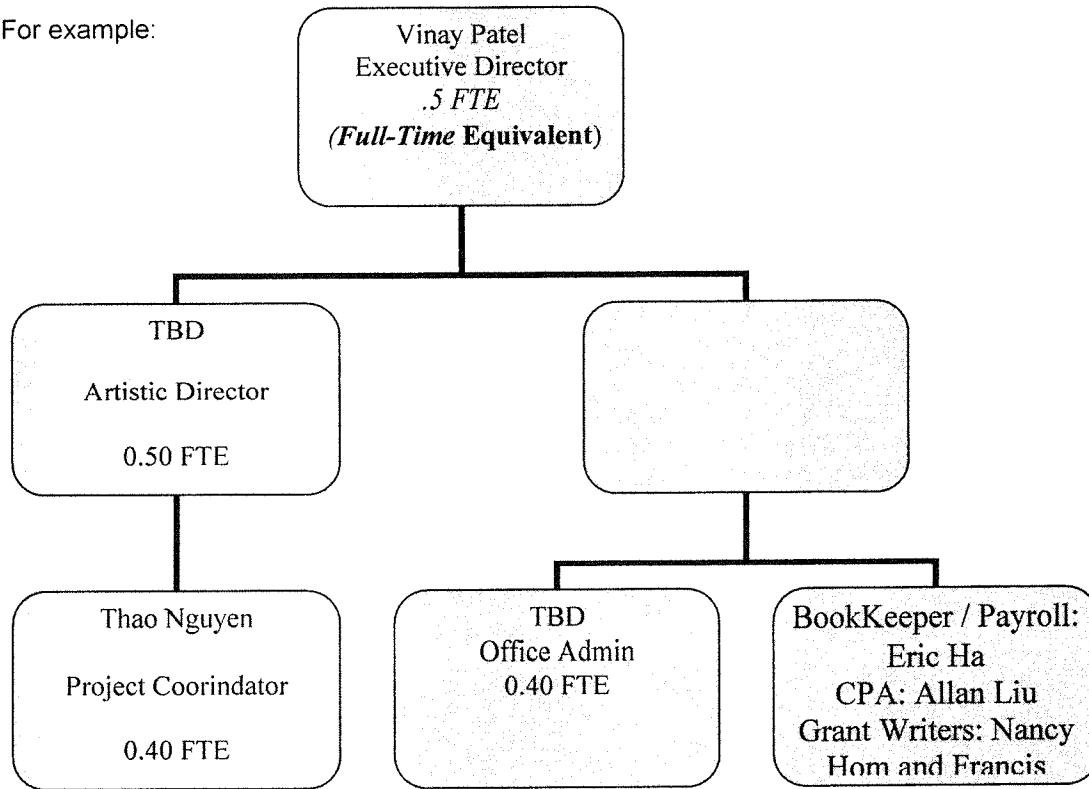 For example:
Vinay Patel
Executive Director
.5 FTE
(Full-Time Equivalent)
TBD
Artistic Director
0.50 FTE
Thao Nguyen
Project Coorindator
0.40 FTE
TBD
Office Admin
0.40 FTE
BookKeeper / Payroll:
Eric Ha
CPA: Allan Liu
Grant Writers: Nancy
Hom and Francis